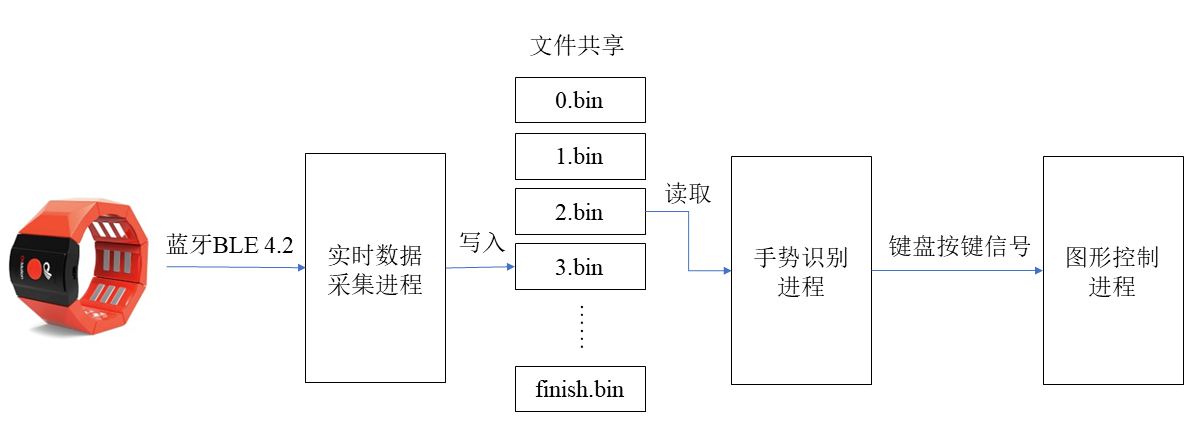 文件共享
0.bin
1.bin
2.bin
3.bin
finish.bin
蓝牙BLE 4.2
实时数据
采集进程
写入
读取
手势识别
进程
键盘按键信号
图形控制
进程